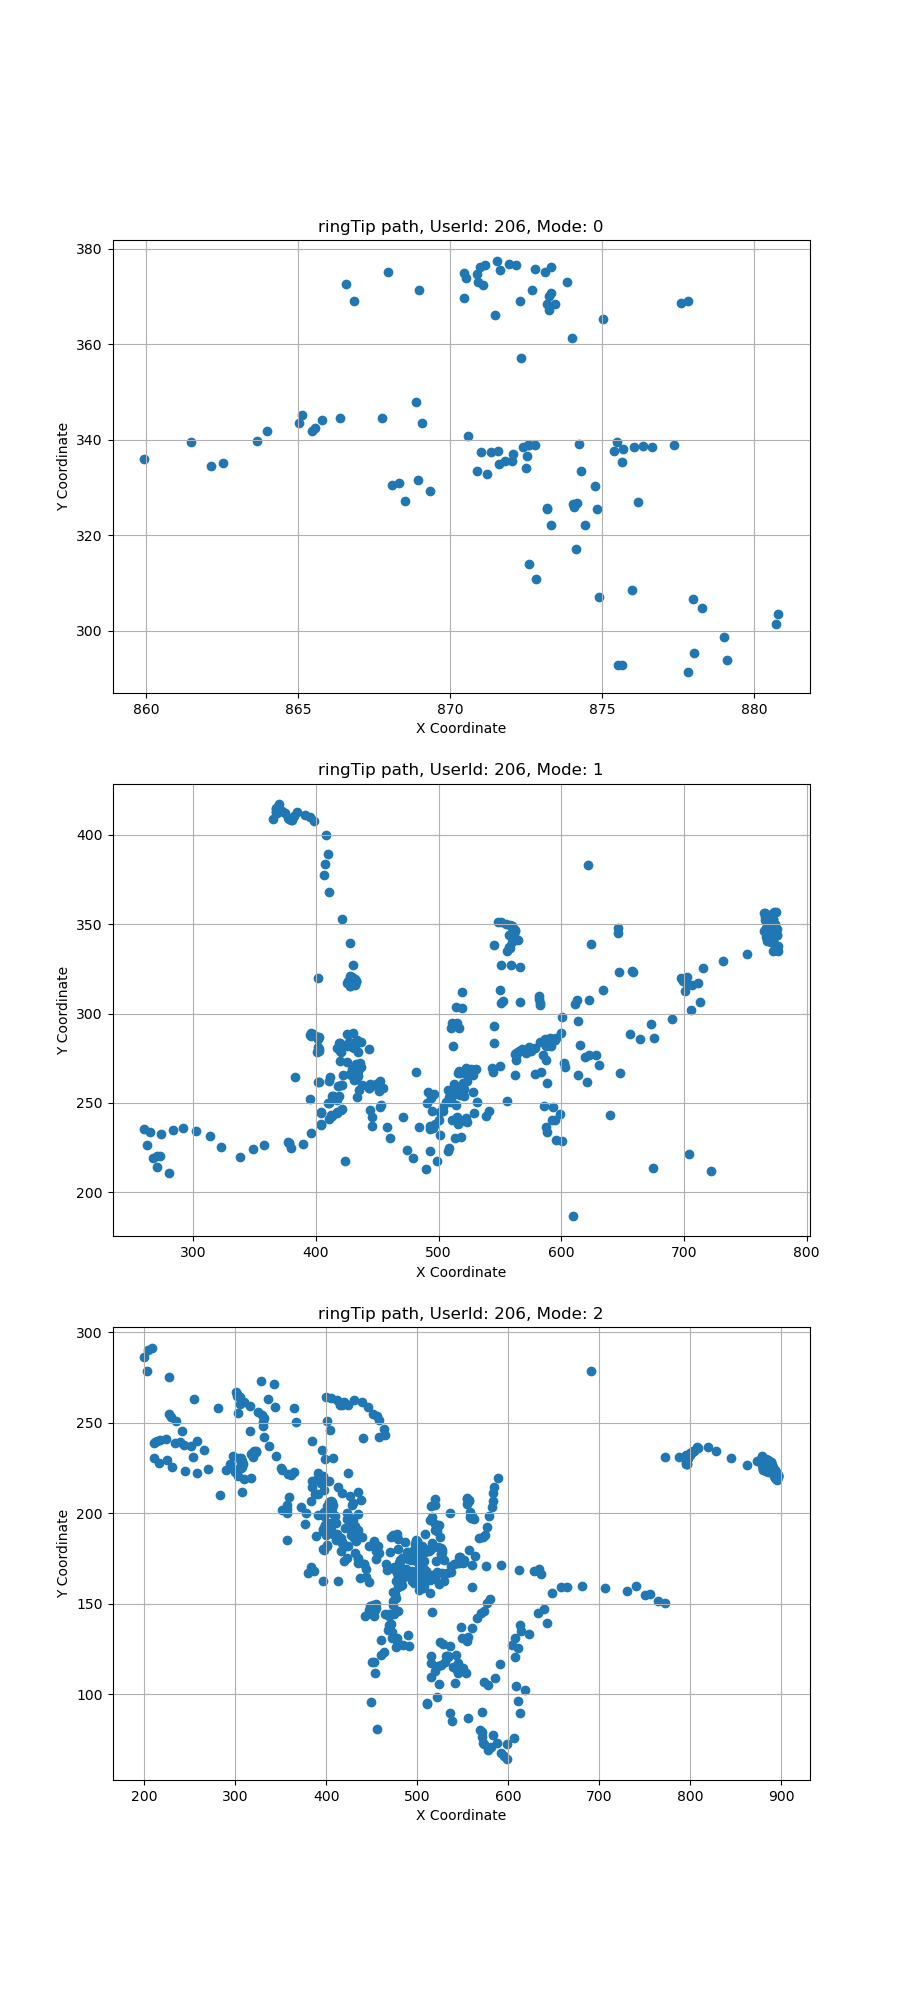 ringTip path, UserId: 206, Mode: 0
380
360
340
320
300
Y Coordinate
860 865 870 875 880
X Coordinate
ringTip path, UserId: 206, Mode: 1
400
350
300
250
200
Y Coordinate
300 400 500 600 700 800
X Coordinate
ringTip path, UserId: 206, Mode: 2
300
250
200
150
100
Y Coordinate
200 300 400 500 600 700 800 900
X Coordinate